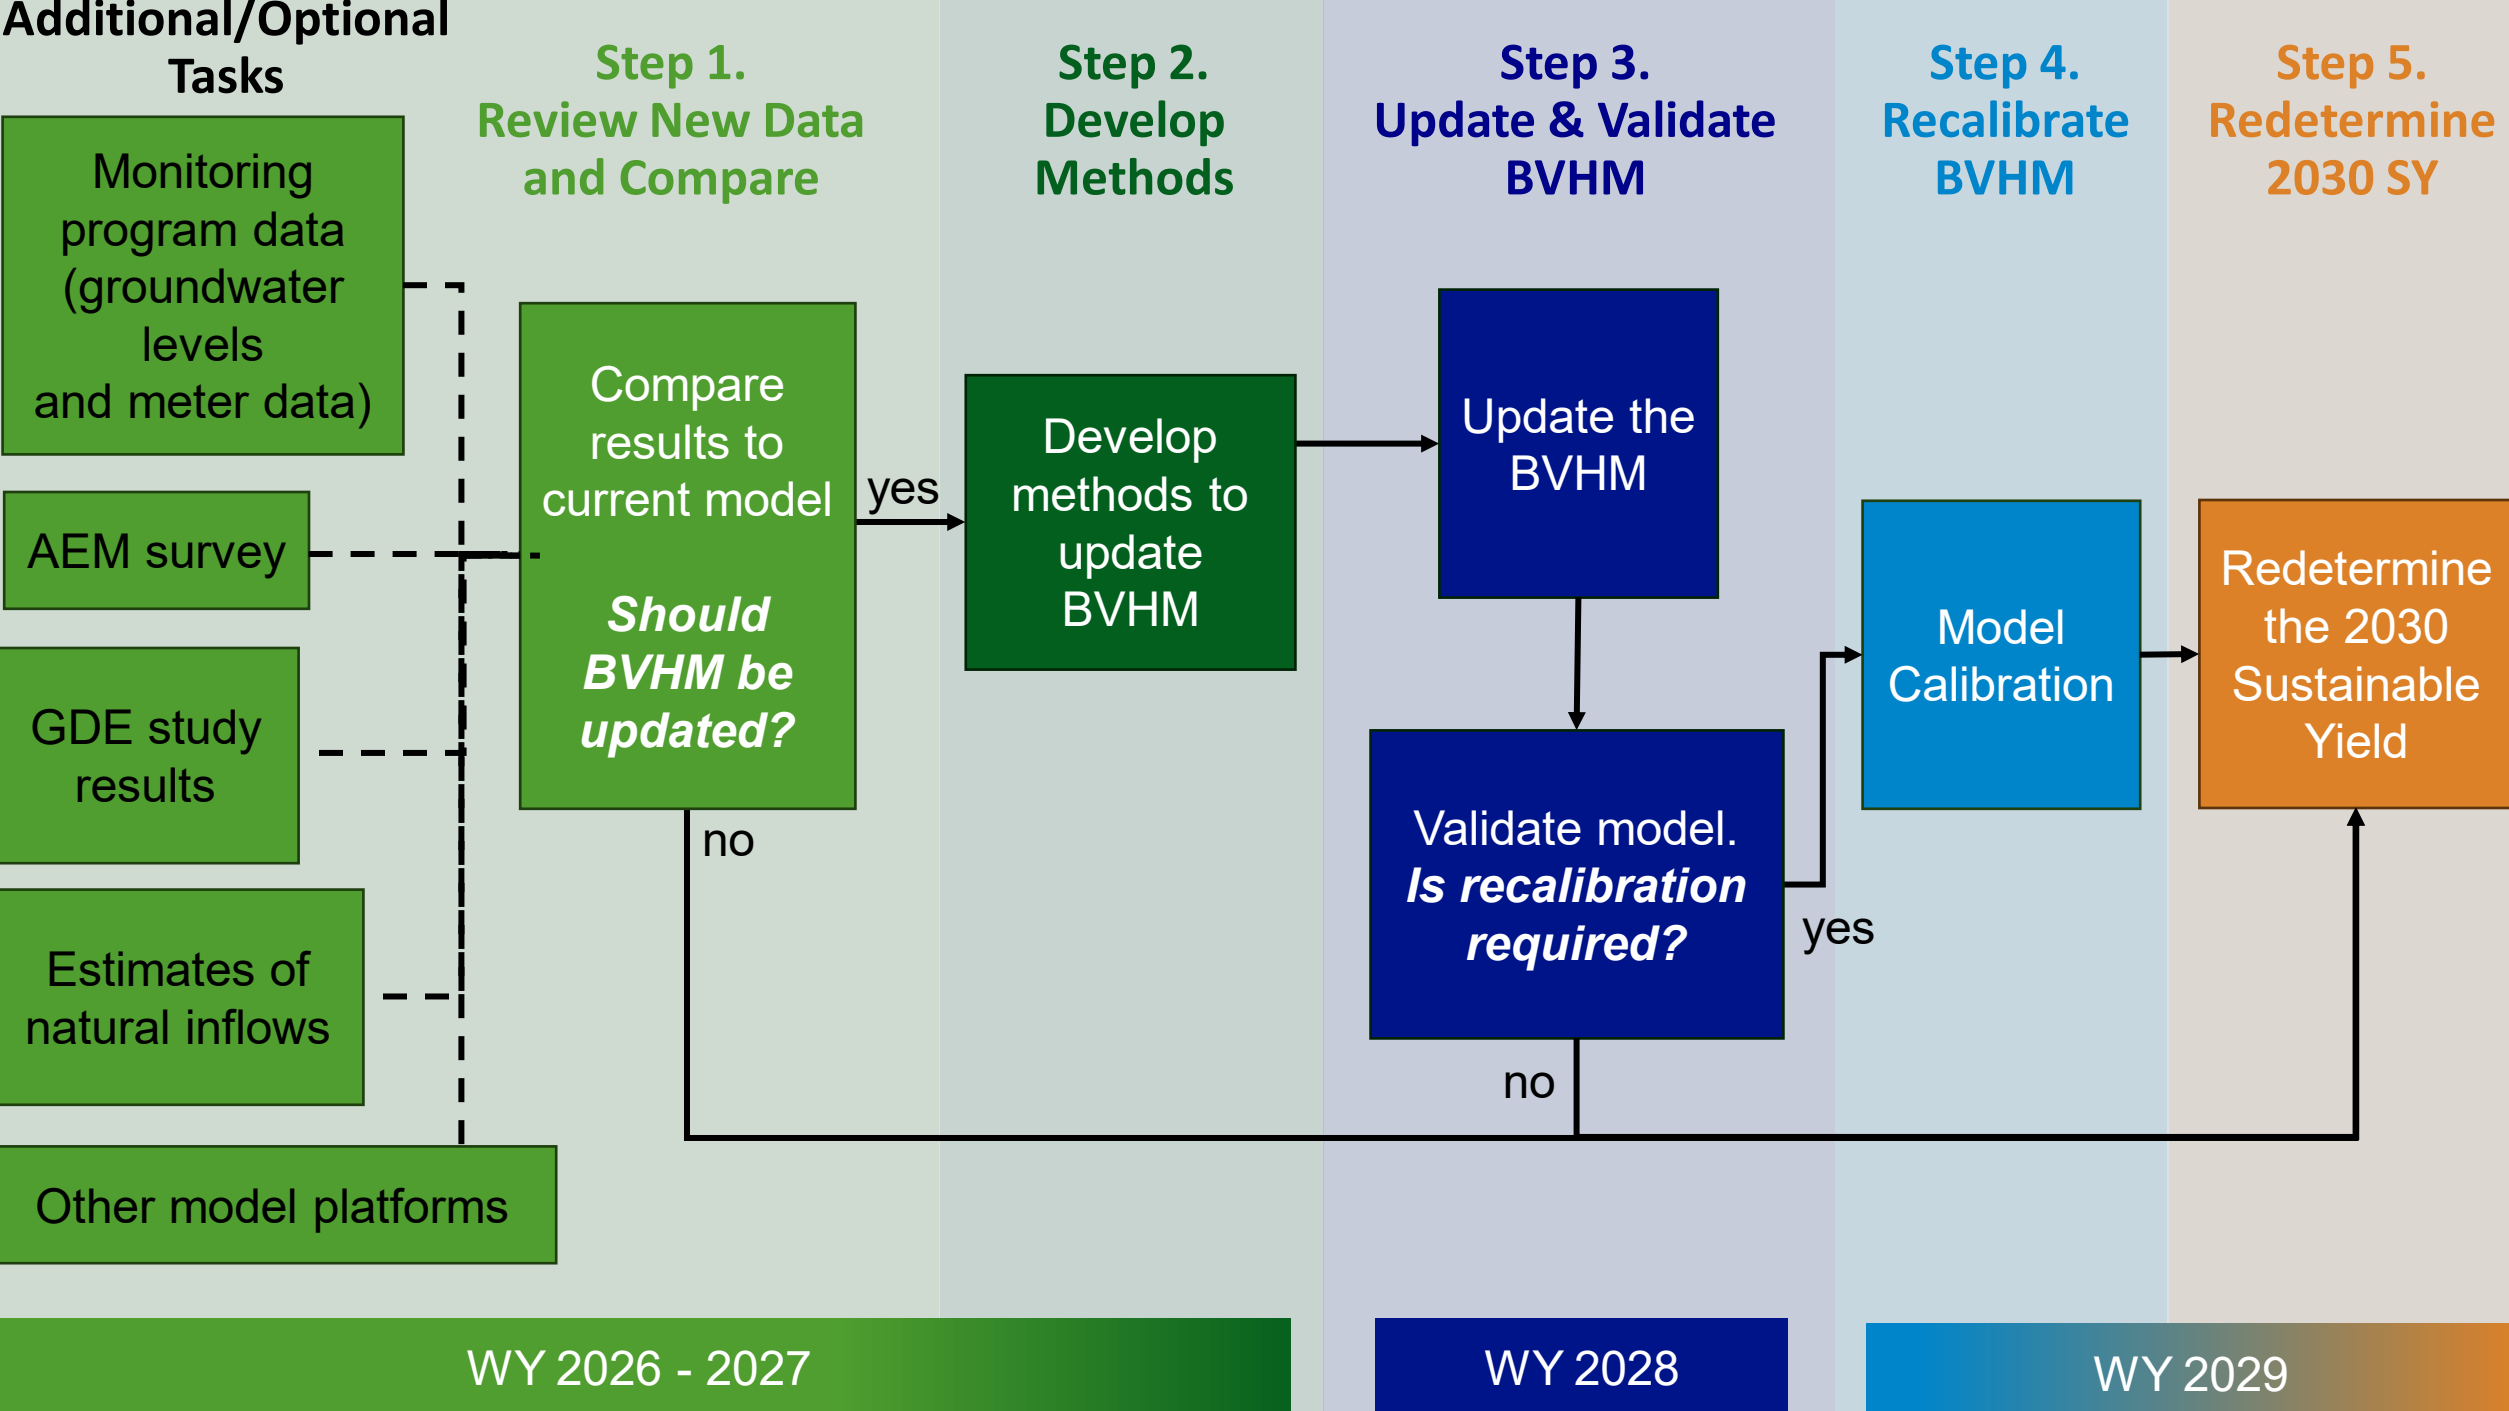 Additional/Optional
Tasks
Step 1.
Review New Data
and Compare
Step 2.
Develop
Methods
Step 3.
Update & Validate
BVHM
Step 4.
Recalibrate
BVHM
Step 5.
Redetermine
2030 SY
Monitoring
program data
(groundwater
levels
and meter data)
AEM survey
GDE study
results
Estimates of
natural inflows
Other model platforms
Compare
results to
current model
Should
BVHM be
updated?
yes
no
Develop
methods to
update
BVHM
Update the
BVHM
Validate model.
Is recalibration
required?
yes
no
Model
Calibration
Redetermine
the 2030
Sustainable
Yield
WY 2026 - 2027
WY 2028
WY 2029